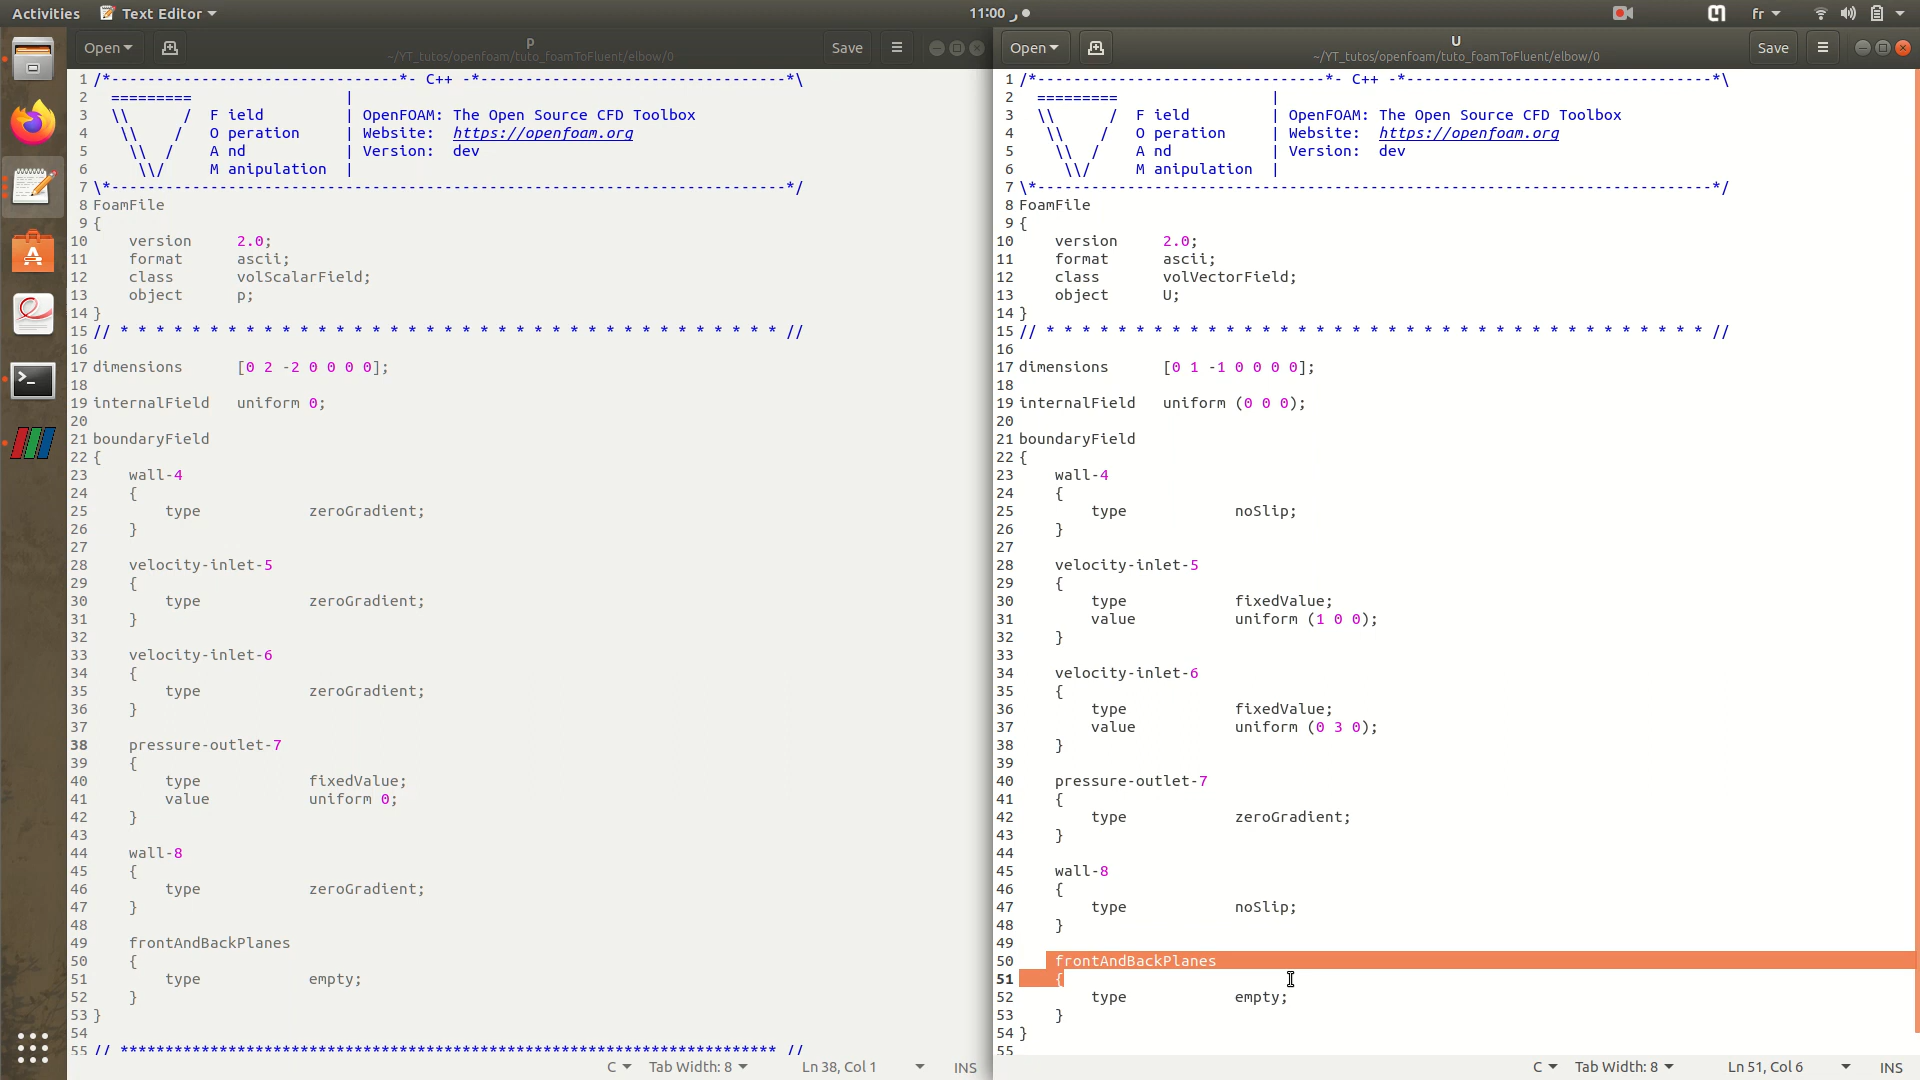 Activities Text Editor 11:00 ر fr
Open p ~/YT_tutos/openfoam/tuto_foamToFluent/elbow/0 Save
1 /*--------------------------------*- C++ -*----------------------------------*\
2   =========                 |
3   \\      /  F ield         | OpenFOAM: The Open Source CFD Toolbox
4    \\    /   O peration     | Website:  https://openfoam.org
5     \\  /    A nd           | Version:  dev
6      \\/     M anipulation  |
7 \*---------------------------------------------------------------------------*/
8 FoamFile
9 {
10     version     2.0;
11     format      ascii;
12     class       volScalarField;
13     object      p;
14 }
15 // * * * * * * * * * * * * * * * * * * * * * * * * * * * * * * * * * * * * * //
16
17 dimensions      [0 2 -2 0 0 0 0];
18
19 internalField   uniform 0;
20
21 boundaryField
22 {
23     wall-4
24     {
25         type            zeroGradient;
26     }
27
28     velocity-inlet-5
29     {
30         type            zeroGradient;
31     }
32
33     velocity-inlet-6
34     {
35         type            zeroGradient;
36     }
37
38     pressure-outlet-7
39     {
40         type            fixedValue;
41         value           uniform 0;
42     }
43
44     wall-8
45     {
46         type            zeroGradient;
47     }
48
49     frontAndBackPlanes
50     {
51         type            empty;
52     }
53 }
54
55 // ************************************************************************* //
C Tab Width: 8 Ln 38, Col 1 INS
Open U ~/YT_tutos/openfoam/tuto_foamToFluent/elbow/0 Save
1 /*--------------------------------*- C++ -*----------------------------------*\
2   =========                 |
3   \\      /  F ield         | OpenFOAM: The Open Source CFD Toolbox
4    \\    /   O peration     | Website:  https://openfoam.org
5     \\  /    A nd           | Version:  dev
6      \\/     M anipulation  |
7 \*---------------------------------------------------------------------------*/
8 FoamFile
9 {
10     version     2.0;
11     format      ascii;
12     class       volVectorField;
13     object      U;
14 }
15 // * * * * * * * * * * * * * * * * * * * * * * * * * * * * * * * * * * * * * //
16
17 dimensions      [0 1 -1 0 0 0 0];
18
19 internalField   uniform (0 0 0);
20
21 boundaryField
22 {
23     wall-4
24     {
25         type            noSlip;
26     }
27
28     velocity-inlet-5
29     {
30         type            fixedValue;
31         value           uniform (1 0 0);
32     }
33
34     velocity-inlet-6
35     {
36         type            fixedValue;
37         value           uniform (0 3 0);
38     }
39
40     pressure-outlet-7
41     {
42         type            zeroGradient;
43     }
44
45     wall-8
46     {
47         type            noSlip;
48     }
49
50     frontAndBackPlanes
51     {
52         type            empty;
53     }
54 }
55
C Tab Width: 8 Ln 51, Col 6 INS